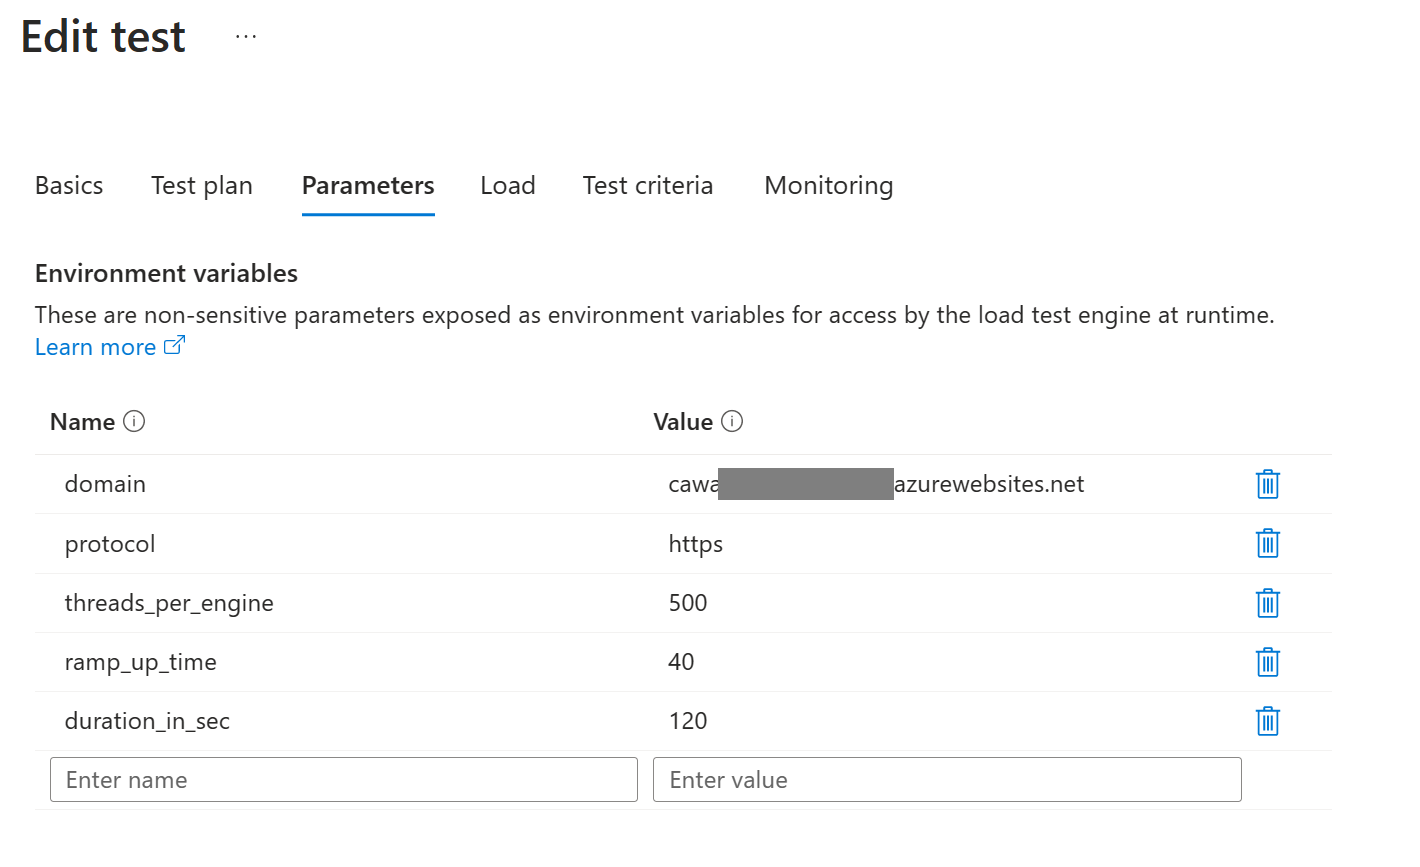 Edit test ...
Basics Test plan Parameters Load Test criteria Monitoring
Environment variables
These are non-sensitive parameters exposed as environment variables for access by the load test engine at runtime.
Learn more
Name Value
domain cawa azurewebsites.net
protocol https
threads_per_engine 500
ramp_up_time 40
duration_in_sec 120
Enter name Enter value